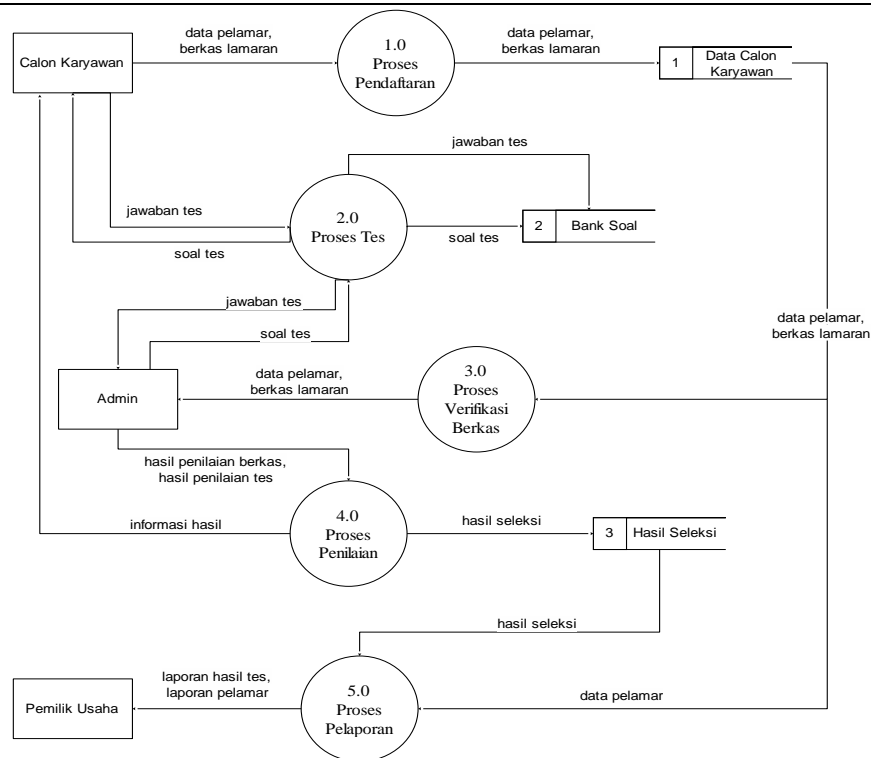 data pelamar,
berkas lamaran
data pelamar,
berkas lamaran
Calon Karyawan
1.0
Proses
Pendaftaran
1
Data Calon
Karyawan
jawaban tes
jawaban tes
2.0
Proses Tes
soal tes
2
Bank Soal
soal tes
jawaban tes
soal tes
data pelamar,
berkas lamaran
data pelamar,
berkas lamaran
Admin
3.0
Proses
Verifikasi
Berkas
hasil penilaian berkas,
hasil penilaian tes
informasi hasil
4.0
Proses
Penilaian
hasil seleksi
3
Hasil Seleksi
hasil seleksi
laporan hasil tes,
laporan pelamar
Pemilik Usaha
5.0
Proses
Pelaporan
data pelamar